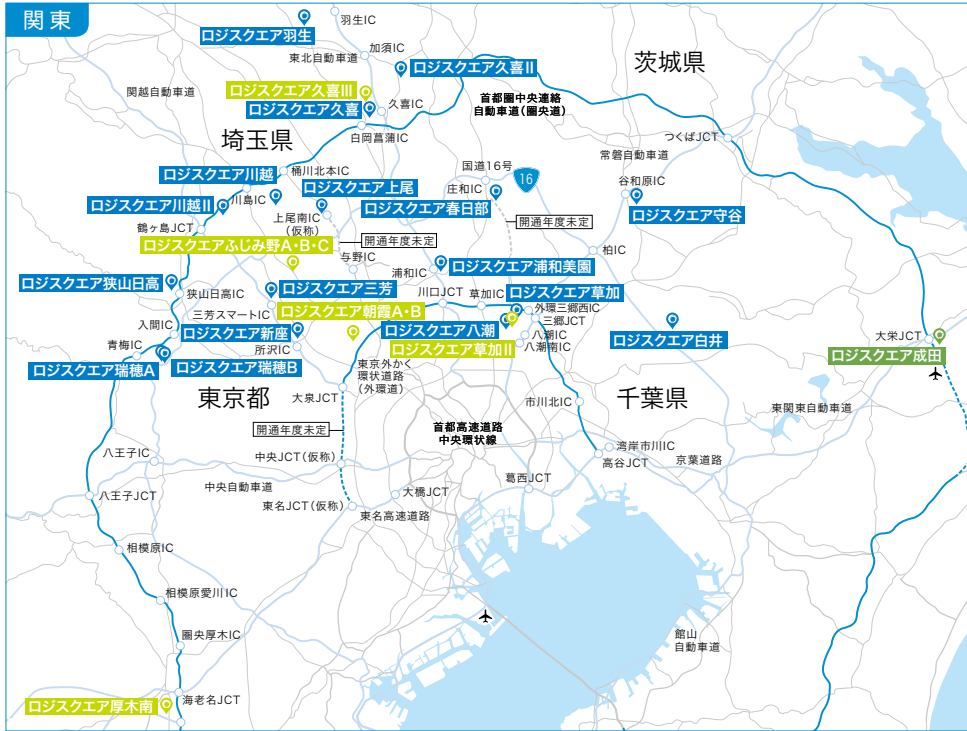 関東
羽生IC
ロジスクエア羽生
加須IC
東北自動車道
ロジスクエア久喜II
茨城県
関越自動車道
ロジスクエア久喜III
ロジスクエア久喜
久喜IC
首都圏中央連絡
自動車道(圏央道)
埼玉県
白岡菖蒲IC
つくばJCT
常磐自動車道
国道16号
桶川北本IC
16
ロジスクエア川越
ロジスクエア上尾
庄和IC
谷和原IC
川島IC
ロジスクエア川越II
ロジスクエア春日部
ロジスクエア守谷
上尾南IC
(仮称)
開通年度未定
鶴ヶ島JCT
開通年度未定
ロジスクエアふじみ野A・B・C
柏IC
与野IC
浦和IC
ロジスクエア浦和美園
ロジスクエア狭山日高
狭山日高IC
ロジスクエア三芳
川口JCT
草加IC
ロジスクエア草加
三芳スマートIC
ロジスクエア朝霞A・B
外環三郷西IC
入間IC
ロジスクエア新座
ロジスクエア八潮
三郷JCT
ロジスクエア白井
八潮IC
大栄JCT
青梅IC
所沢IC
ロジスクエア草加II
八潮南IC
ロジスクエア成田
ロジスクエア瑞穂A
ロジスクエア瑞穂B
東京外かく
環状道路
(外環道)
東京都
大泉JCT
千葉県
市川北IC
東関東自動車道
開通年度未定
首都高速道路
中央環状線
湾岸市川IC
八王子IC
中央JCT(仮称)
高谷JCT
京葉道路
葛西JCT
中央自動車道
八王子JCT
大橋JCT
東名JCT(仮称)
東名高速道路
相模原IC
相模原愛川IC
圏央厚木IC
館山
自動車道
海老名JCT
ロジスクエア厚木南